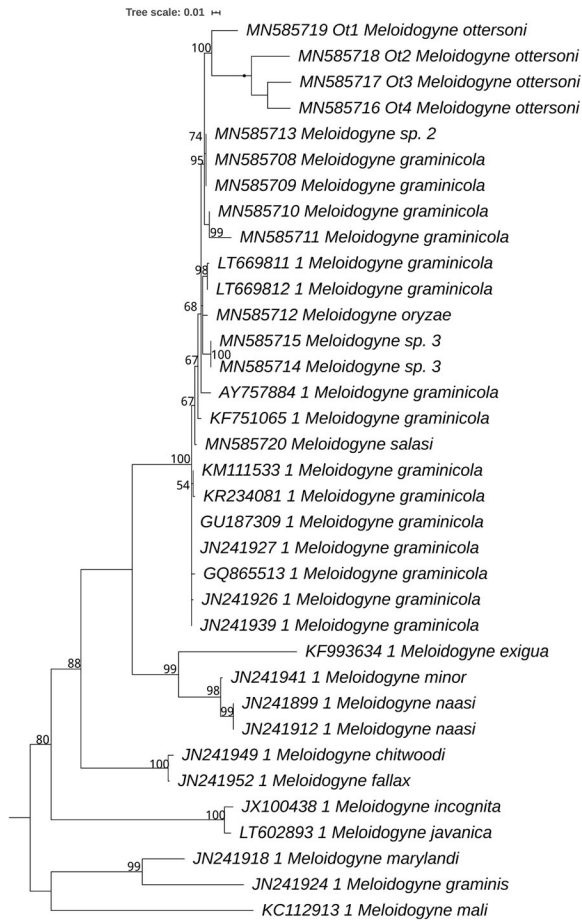 Tree scale: 0.01
MN585719 Ot1 Meloidogyne ottersoni
100
MN585718 Ot2 Meloidogyne ottersoni
MN585717 Ot3 Meloidogyne ottersoni
MN585716 Ot4 Meloidogyne ottersoni
74
MN585713 Meloidogyne sp. 2
95
MN585708 Meloidogyne graminicola
MN585709 Meloidogyne graminicola
MN585710 Meloidogyne graminicola
99
MN585711 Meloidogyne graminicola
98
LT669811 1 Meloidogyne graminicola
LT669812 1 Meloidogyne graminicola
68
MN585712 Meloidogyne oryzae
MN585715 Meloidogyne sp. 3
100
MN585714 Meloidogyne sp. 3
67
AY757884 1 Meloidogyne graminicola
67
KF751065 1 Meloidogyne graminicola
MN585720 Meloidogyne salasi
100
KM111533 1 Meloidogyne graminicola
54
KR234081 1 Meloidogyne graminicola
GU187309 1 Meloidogyne graminicola
JN241927 1 Meloidogyne graminicola
GQ865513 1 Meloidogyne graminicola
JN241926 1 Meloidogyne graminicola
JN241939 1 Meloidogyne graminicola
88
KF993634 1 Meloidogyne exigua
99
JN241941 1 Meloidogyne minor
98
JN241899 1 Meloidogyne naasi
99
JN241912 1 Meloidogyne naasi
80
JN241949 1 Meloidogyne chitwoodi
100
JN241952 1 Meloidogyne fallax
JX100438 1 Meloidogyne incognita
100
LT602893 1 Meloidogyne javanica
JN241918 1 Meloidogyne marylandi
99
JN241924 1 Meloidogyne graminis
KC112913 1 Meloidogyne mali